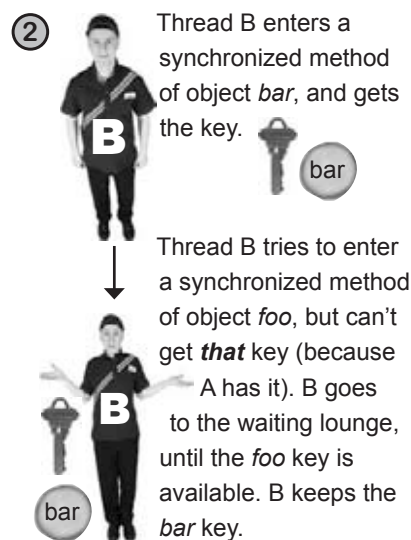 2
Thread B enters a
synchronized method
of object bar, and gets
the key.
B
bar
Thread B tries to enter
a synchronized method
of object foo, but can't
get that key (because
A has it). B goes
to the waiting lounge,
until the foo key is
available. B keeps the
bar key.
B
bar